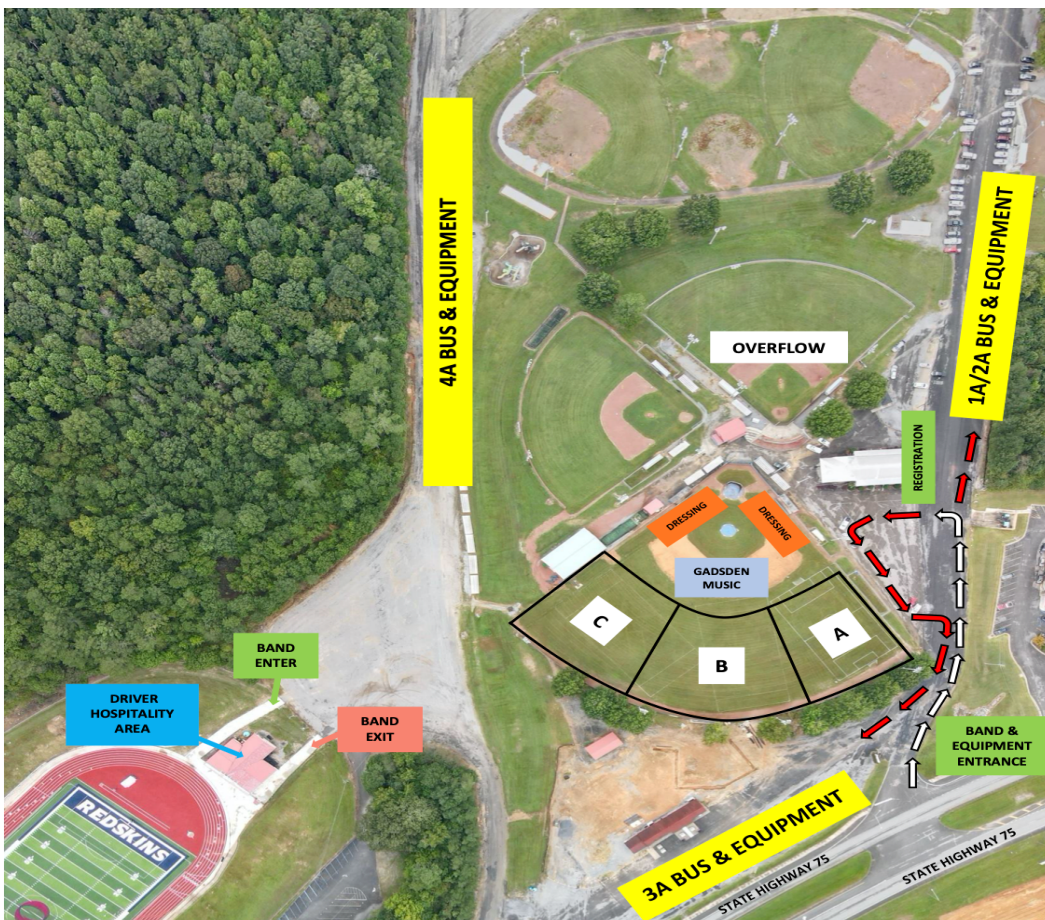 4A BUS & EQUIPMENT
1A/2A BUS & EQUIPMENT
OVERFLOW
REGISTRATION
DRESSING
DRESSING
GADSDEN
MUSIC
C
B
A
BAND
ENTER
DRIVER
HOSPITALITY
AREA
BAND
EXIT
BAND &
EQUIPMENT
ENTRANCE
REDSKINS
3A BUS & EQUIPMENT
STATE HIGHWAY 75
STATE HIGHWAY 75